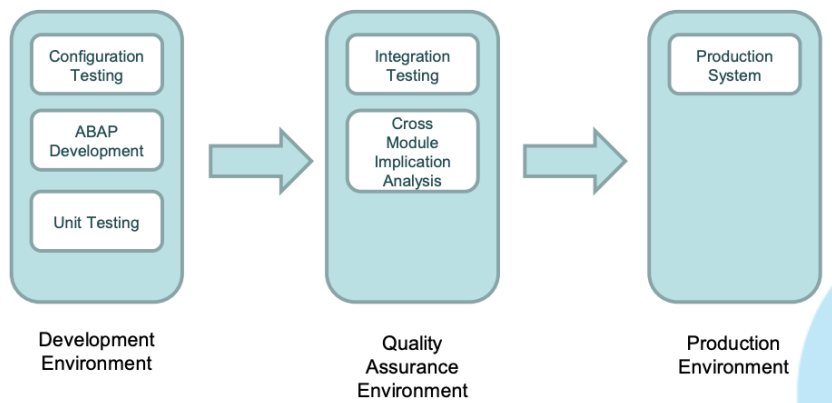 Configuration
Testing
ABAP
Development
Unit Testing
Development
Environment
Integration
Testing
Cross
Module
Implication
Analysis
Quality
Assurance
Environment
Production
System
Production
Environment